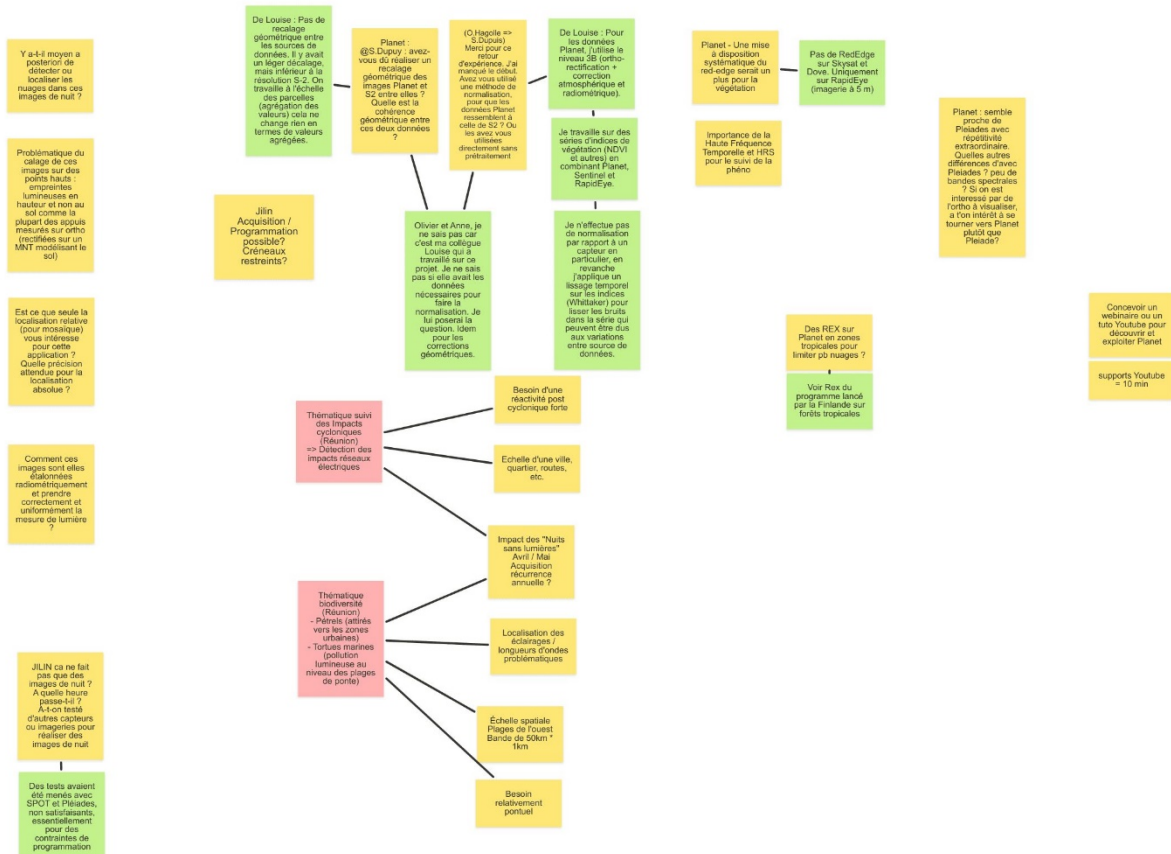 Y a-t-il moyen a
posteriori de
détecter ou
localiser les
nuages dans ces
images de nuit ?
Problématique du
calage de ces
images sur des
points hauts :
empreintes
lumineuses en
hauteur et non au
sol comme la
plupart des appuis
mesurés sur ortho
(rectifiées sur un
MNT modélisant le
sol)
Est ce que seule la
localisation relative
(pour mosaïque)
vous intéresse
pour cette
application ?
Quelle précision
attendue pour la
localisation
absolue ?
Comment ces
images sont elles
étalonnées
radiométriquement
et prendre
correctement et
uniformément la
mesure de lumière
?
JILIN ca ne fait
pas que des
images de nuit ?
A quelle heure
passe-t-il ?
A-t-on testé
d'autres capteurs
ou imageries pour
réaliser des
images de nuit
Des tests avaient
été menés avec
SPOT et Pléiades,
non satisfaisants,
essentiellement
pour des
contraintes de
programmation
De Louise : Pas de
recalage
géométrique entre
les sources de
données. Il y avait
un léger décalage,
mais inférieur à la
résolution S-2. On
travaille à l'échelle
des parcelles
(agrégation des
valeurs) cela ne
change rien en
termes de valeurs
agrégées.
Planet :
@S.Dupuy : avez-
vous dû réaliser un
recalage
géométrique des
images Planet et
S2 entre elles ?
Quelle est la
cohérence
géométrique entre
ces deux données
?
(O.Hagolle =>
S.Dupuis)
Merci pour ce
retour
d'expérience. J'ai
manqué le début.
Avez vous utilisé
une méthode de
normalisation,
pour que les
données Planet
ressemblent à
celle de S2 ? Ou
les avez vous
utilisées
directement sans
prétraitement
De Louise : Pour
les données
Planet, j'utilise le
niveau 3B (ortho-
rectification +
correction
atmosphérique et
radiométrique).
Je travaille sur des
séries d'indices de
végétation (NDVI
et autres) en
combinant Planet,
Sentinel et
RapidEye.
Je n'effectue pas
de normalisation
par rapport à un
capteur en
particulier, en
revanche
j'applique un
lissage temporel
sur les indices
(Whittaker) pour
lisser les bruits
dans la série qui
peuvent être dus
aux variations
entre source de
données.
Jilin
Acquisition /
Programmation
possible?
Créneaux
restreints?
Olivier et Anne, je
ne sais pas car
c'est ma collègue
Louise qui a
travaillé sur ce
projet. Je ne sais
pas si elle avait les
données
nécessaires pour
faire la
normalisation. Je
lui poserai la
question. Idem
pour les
corrections
géométriques.
Thématique suivi
des Impacts
cycloniques
(Réunion)
=> Détection des
impacts réseaux
électriques
Besoin d'une
réactivité post
cyclonique forte
Echelle d'une ville,
quartier, routes,
etc.
Impact des "Nuits
sans lumières"
Avril / Mai
Acquisition
récurrence
annuelle ?
Thématique
biodiversité
(Réunion)
- Pétrels (attirés
vers les zones
urbaines)
- Tortues marines
(pollution
lumineuse au
niveau des plages
de ponte)
Localisation des
éclairages /
longueurs d'ondes
problématiques
Échelle spatiale
Plages de l'ouest
Bande de 50km *
1km
Besoin
relativement
pontuel
Planet - Une mise
à disposition
systématique du
red-edge serait un
plus pour la
végétation
Pas de RedEdge
sur Skysat et
Dove. Uniquement
sur RapidEye
(imagerie à 5 m)
Importance de la
Haute Fréquence
Temporelle et HRS
pour le suivi de la
phéno
Planet : semble
proche de Pleiades
avec répétitivité
extraordinaire.
Quelles autres
différences d'avec
Pleiades ? peu de
bandes spectrales
? Si on est
interessé par de
l'ortho à visualiser,
a t'on intérêt à se
tourner vers Planet
plutôt que
Pleiade?
Des REX sur
Planet en zones
tropicales pour
limiter pb nuages ?
Voir Rex du
programme lancé
par la Finlande sur
forêts tropicales
Concevoir un
webinaire ou un
tuto Youtube pour
découvrir et
exploiter Planet
supports Youtube
= 10 min